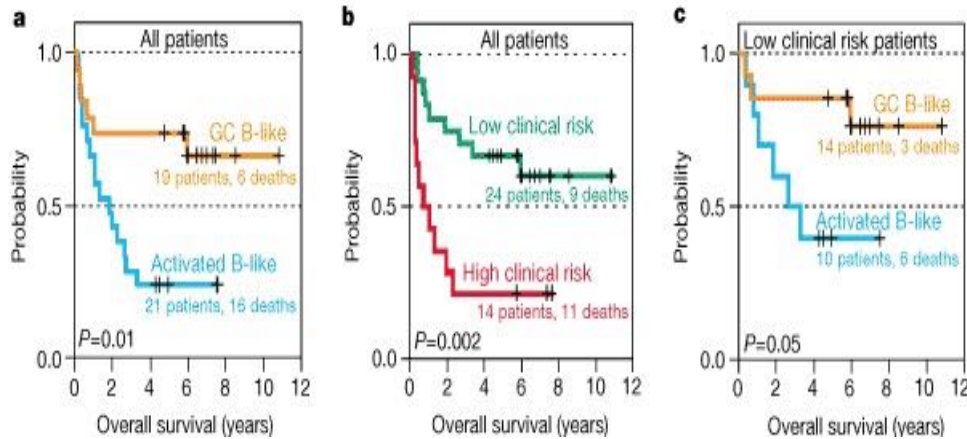 a
All patients
1.0
0.5
0.0
Probability
GC B-like
19 patients, 6 deaths
Activated B-like
21 patients, 16 deaths
P=0.01
0 2 4 6 8 10 12
Overall survival (years)
b
All patients
1.0
0.5
0.0
Probability
Low clinical risk
24 patients, 9 deaths
High clinical risk
14 patients, 11 deaths
P=0.002
0 2 4 6 8 10 12
Overall survival (years)
c
Low clinical risk patients
1.0
0.5
0.0
Probability
GC B-like
14 patients, 3 deaths
Activated B-like
10 patients, 6 deaths
P=0.05
0 2 4 6 8 10 12
Overall survival (years)